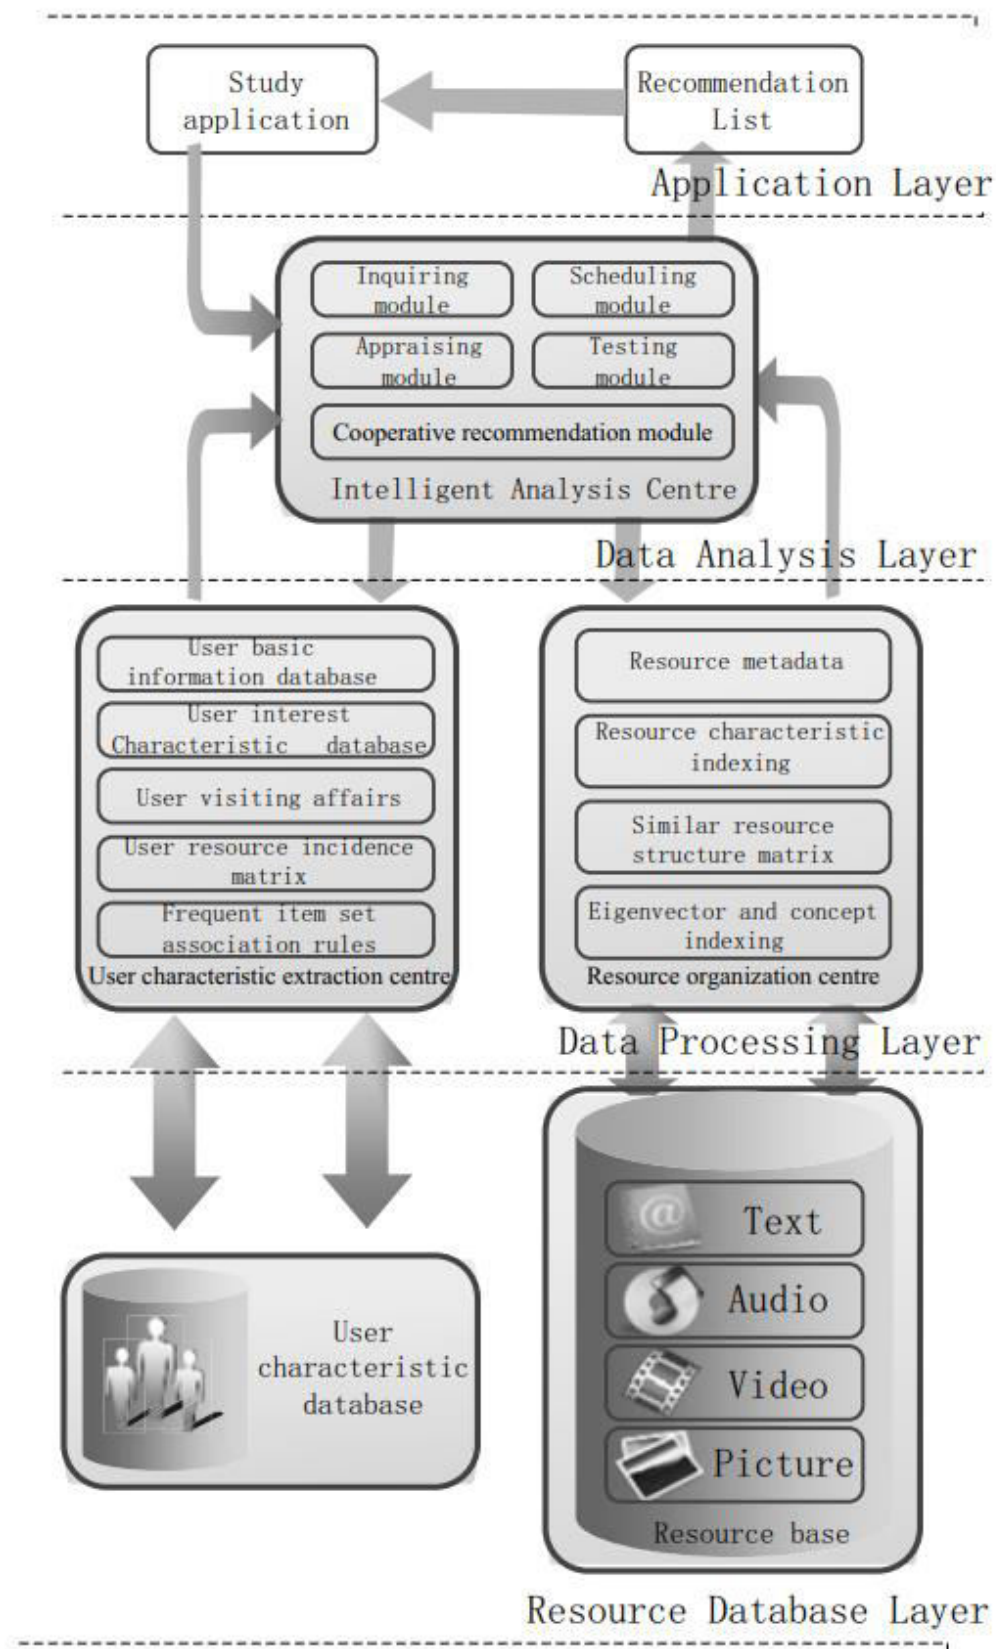 Study
application
Recommendation
List
Application Layer
Inquiring
module
Scheduling
module
Appraising
module
Testing
module
Cooperative recommendation module
Intelligent Analysis Centre
Data Analysis Layer
User basic
information database
User interest
Characteristic database
User visiting affairs
User resource incidence
matrix
Frequent item set
association rules
User characteristic extraction centre
Resource metadata
Resource characteristic
indexing
Similar resource
structure matrix
Eigenvector and concept
indexing
Resource organization centre
Data Processing Layer
User
characteristic
database
@
Text
Audio
Video
Picture
Resource base
Resource Database Layer